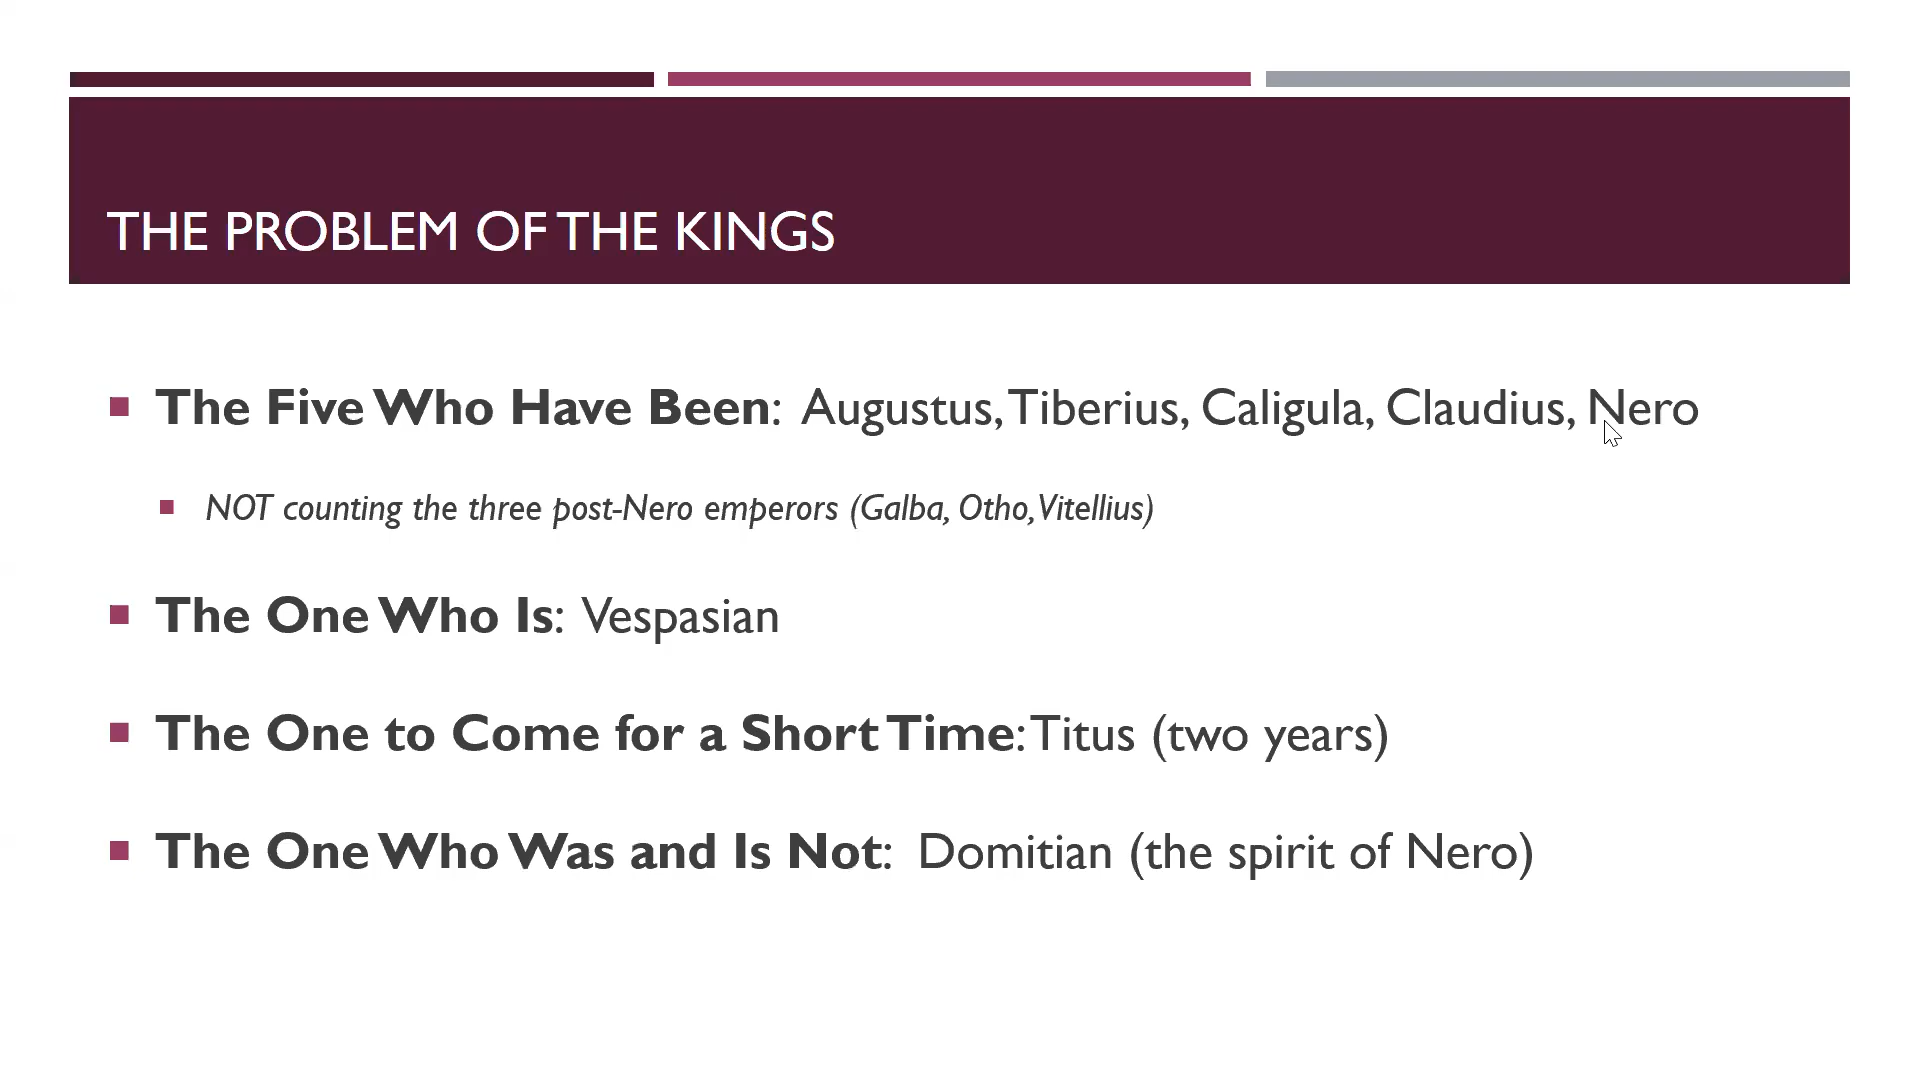 THE PROBLEM OF THE KINGS
The Five Who Have Been: Augustus, Tiberius, Caligula, Claudius, Nero
NOT counting the three post-Nero emperors (Galba, Otho, Vitellius)
The One Who Is: Vespasian
The One to Come for a Short Time: Titus (two years)
The One Who Was and Is Not: Domitian (the spirit of Nero)